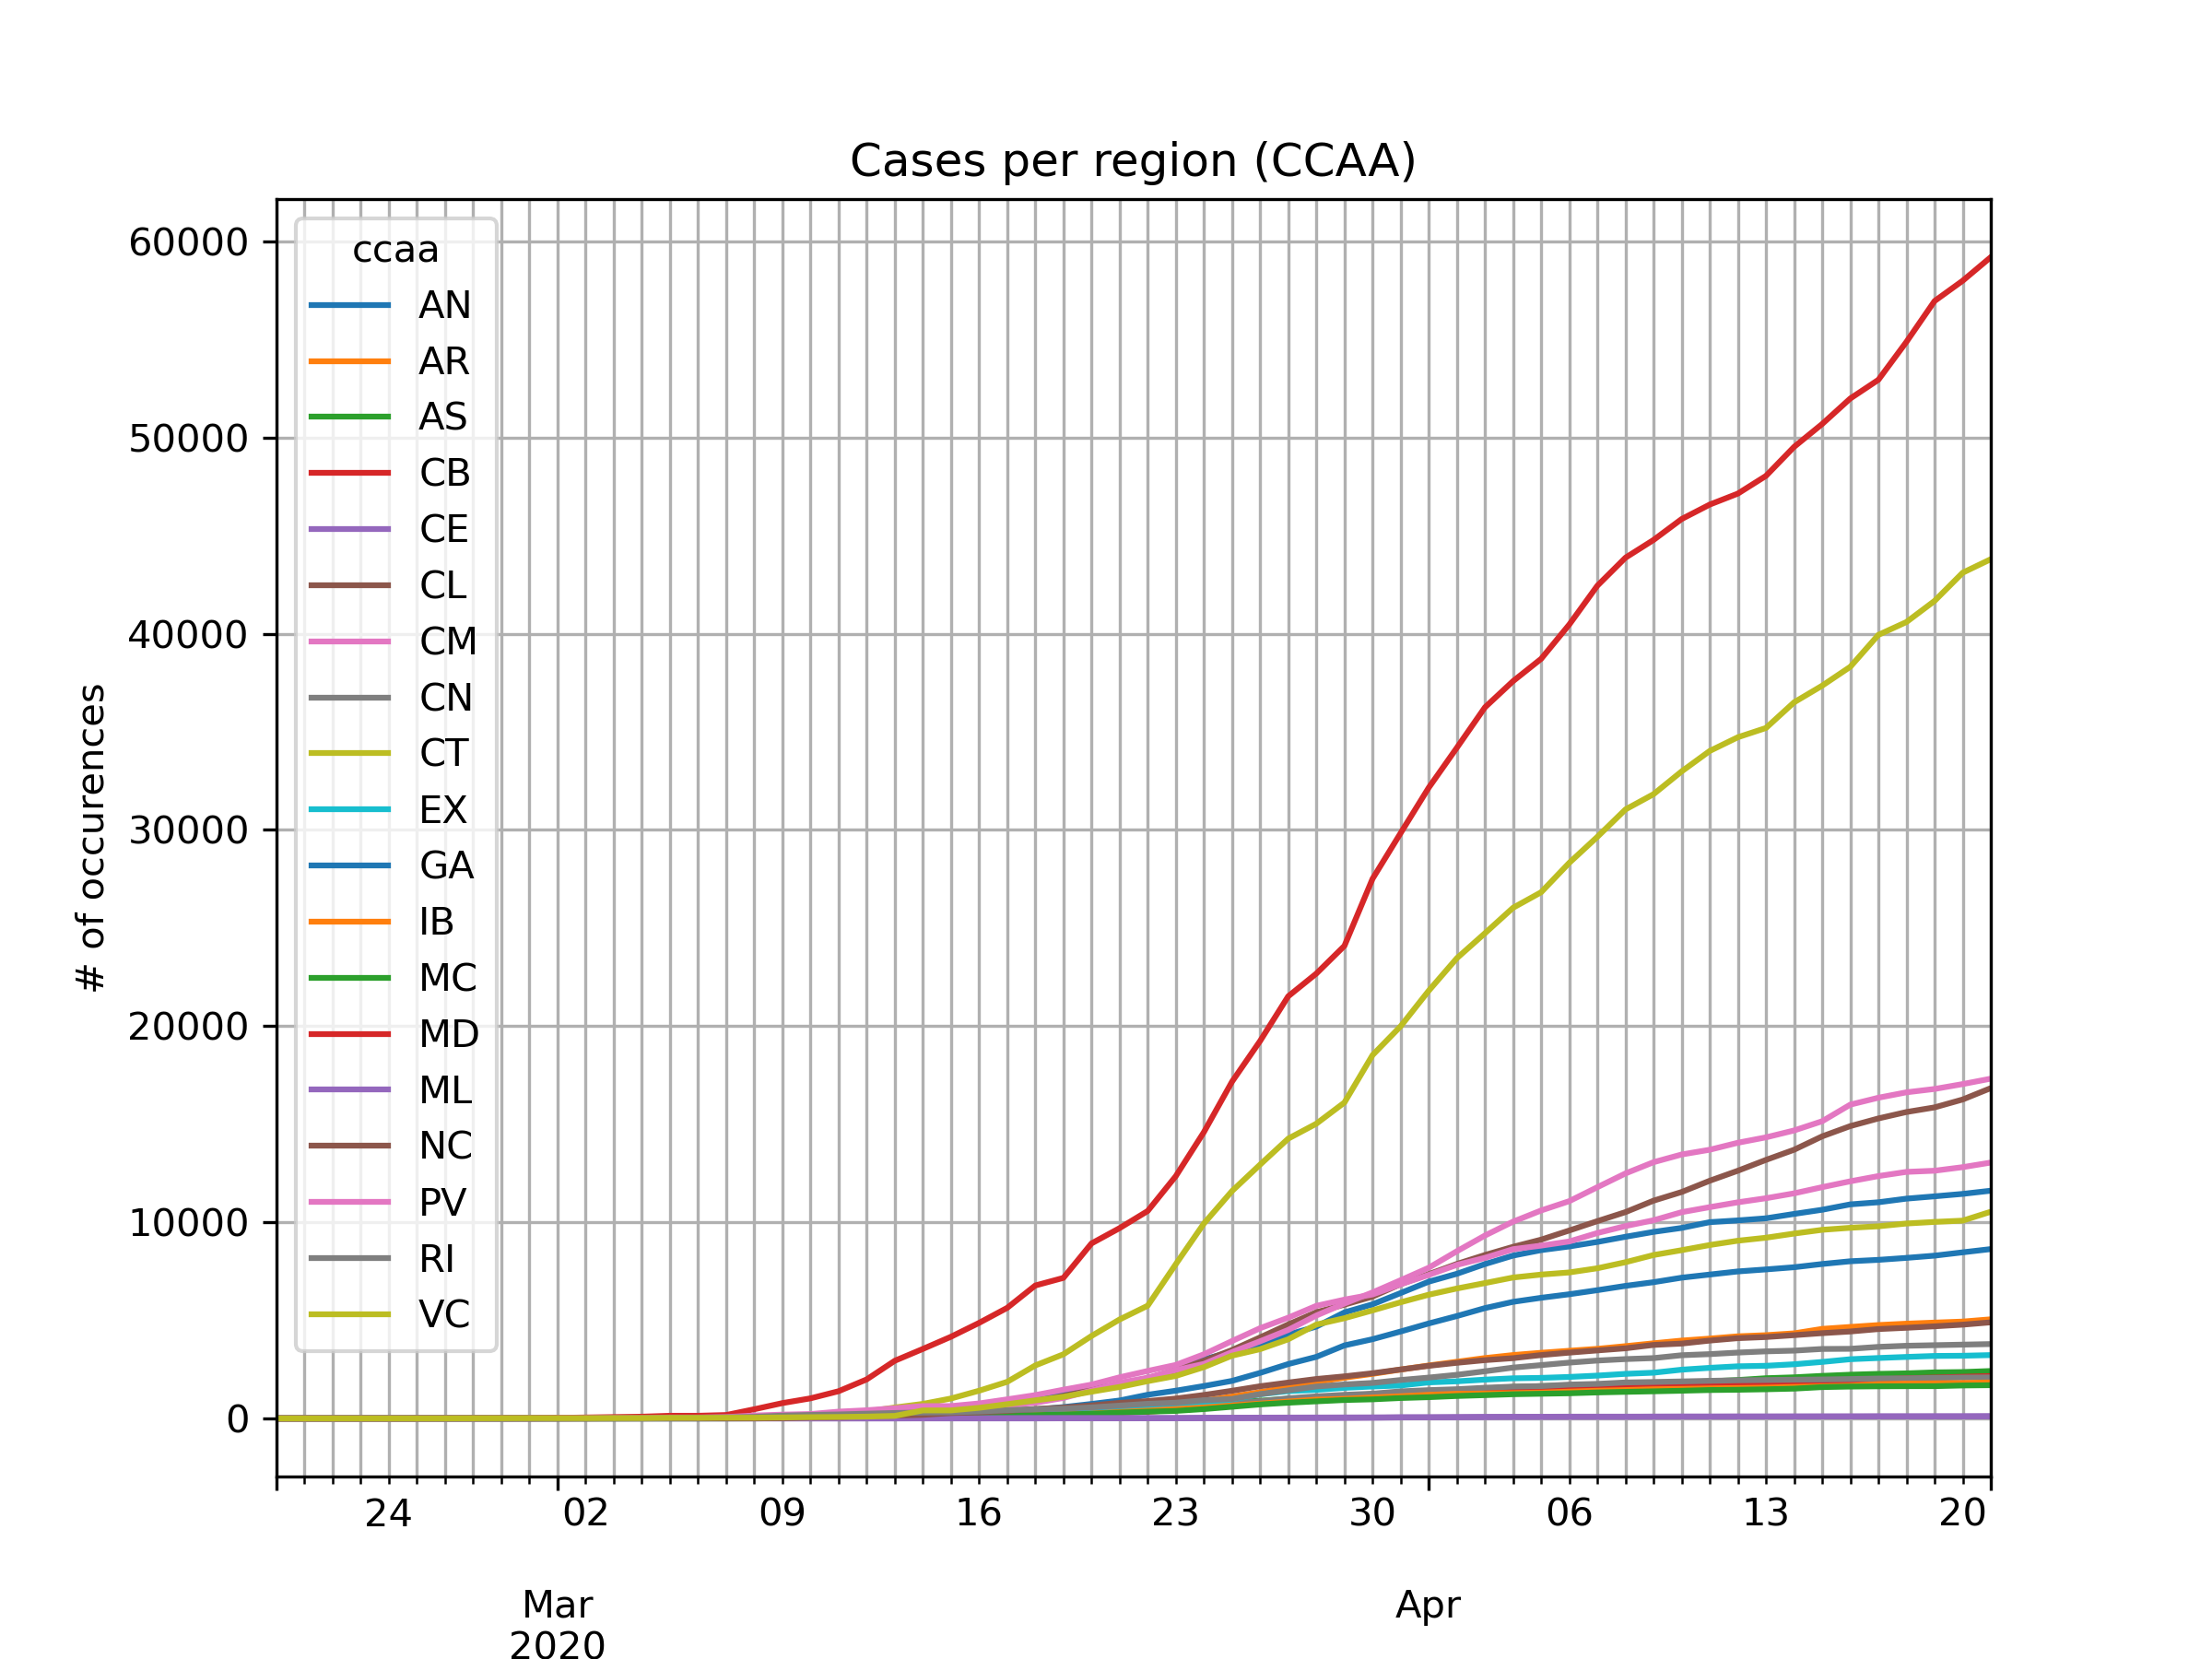 Cases per region (CCAA)
60000
50000
40000
30000
20000
10000
0
# of occurences
ccaa
AN
AR
AS
CB
CE
CL
CM
CN
CT
EX
GA
IB
MC
MD
ML
NC
PV
RI
VC
24 02 09 16 23 30 06 13 20
Mar Apr
2020